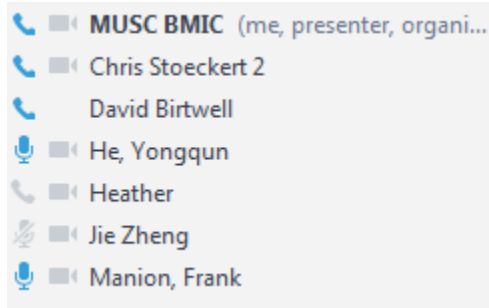 MUSC BMIC (me, presenter, organi...
Chris Stoeckert 2
David Birtwell
He, Yongqun
Heather
Jie Zheng
Manion, Frank